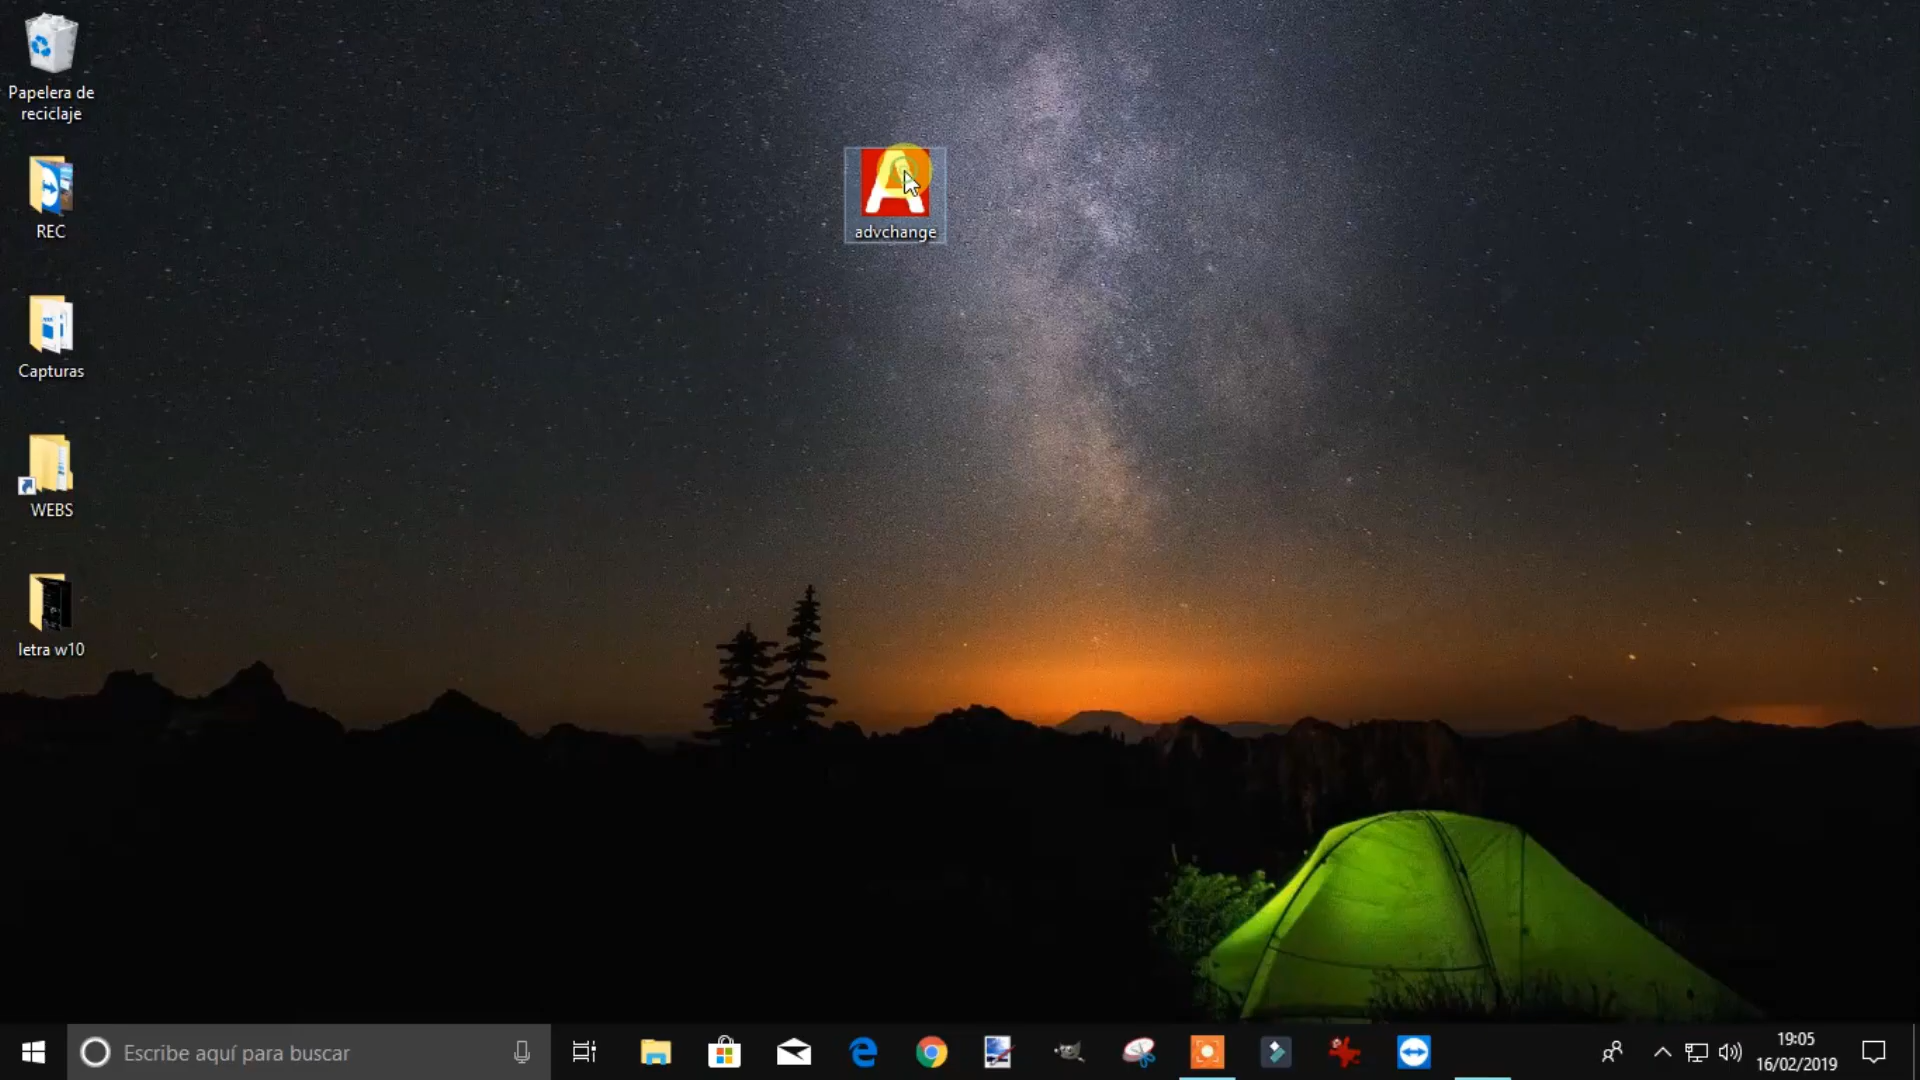 Papelera de
reciclaje
REC
Capturas
WEBS
letra w10
A
advchange
Escribe aquí para buscar
19:05
16/02/2019